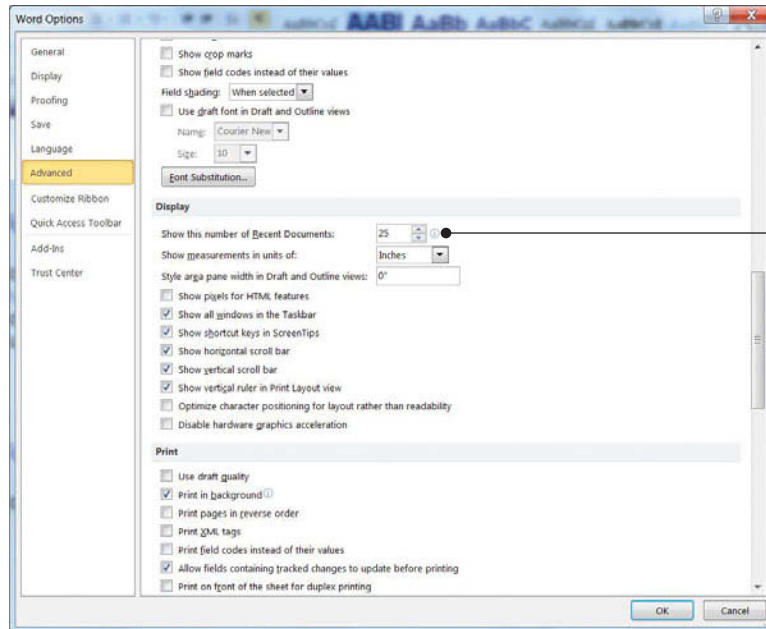 Word Options
AABI AaBb AaBbC
General
Display
Proofing
Save
Language
Advanced
Customize Ribbon
Quick Access Toolbar
Add-Ins
Trust Center
Show crop marks
Show field codes instead of their values
Field shading: When selected
Use draft font in Draft and Outline views
Name: Courier New
Size: 10
Font Substitution...
Display
Show this number of Recent Documents: 25
Show measurements in units of: Inches
Style area pane width in Draft and Outline views: 0"
Show pixels for HTML features
Show all windows in the Taskbar
Show shortcut keys in ScreenTips
Show horizontal scroll bar
Show vertical scroll bar
Show vertical ruler in Print Layout view
Optimize character positioning for layout rather than readability
Disable hardware graphics acceleration
Print
Use draft quality
Print in background
Print pages in reverse order
Print XML tags
Print field codes instead of their values
Allow fields containing tracked changes to update before printing
Print on front of the sheet for duplex printing
OK Cancel